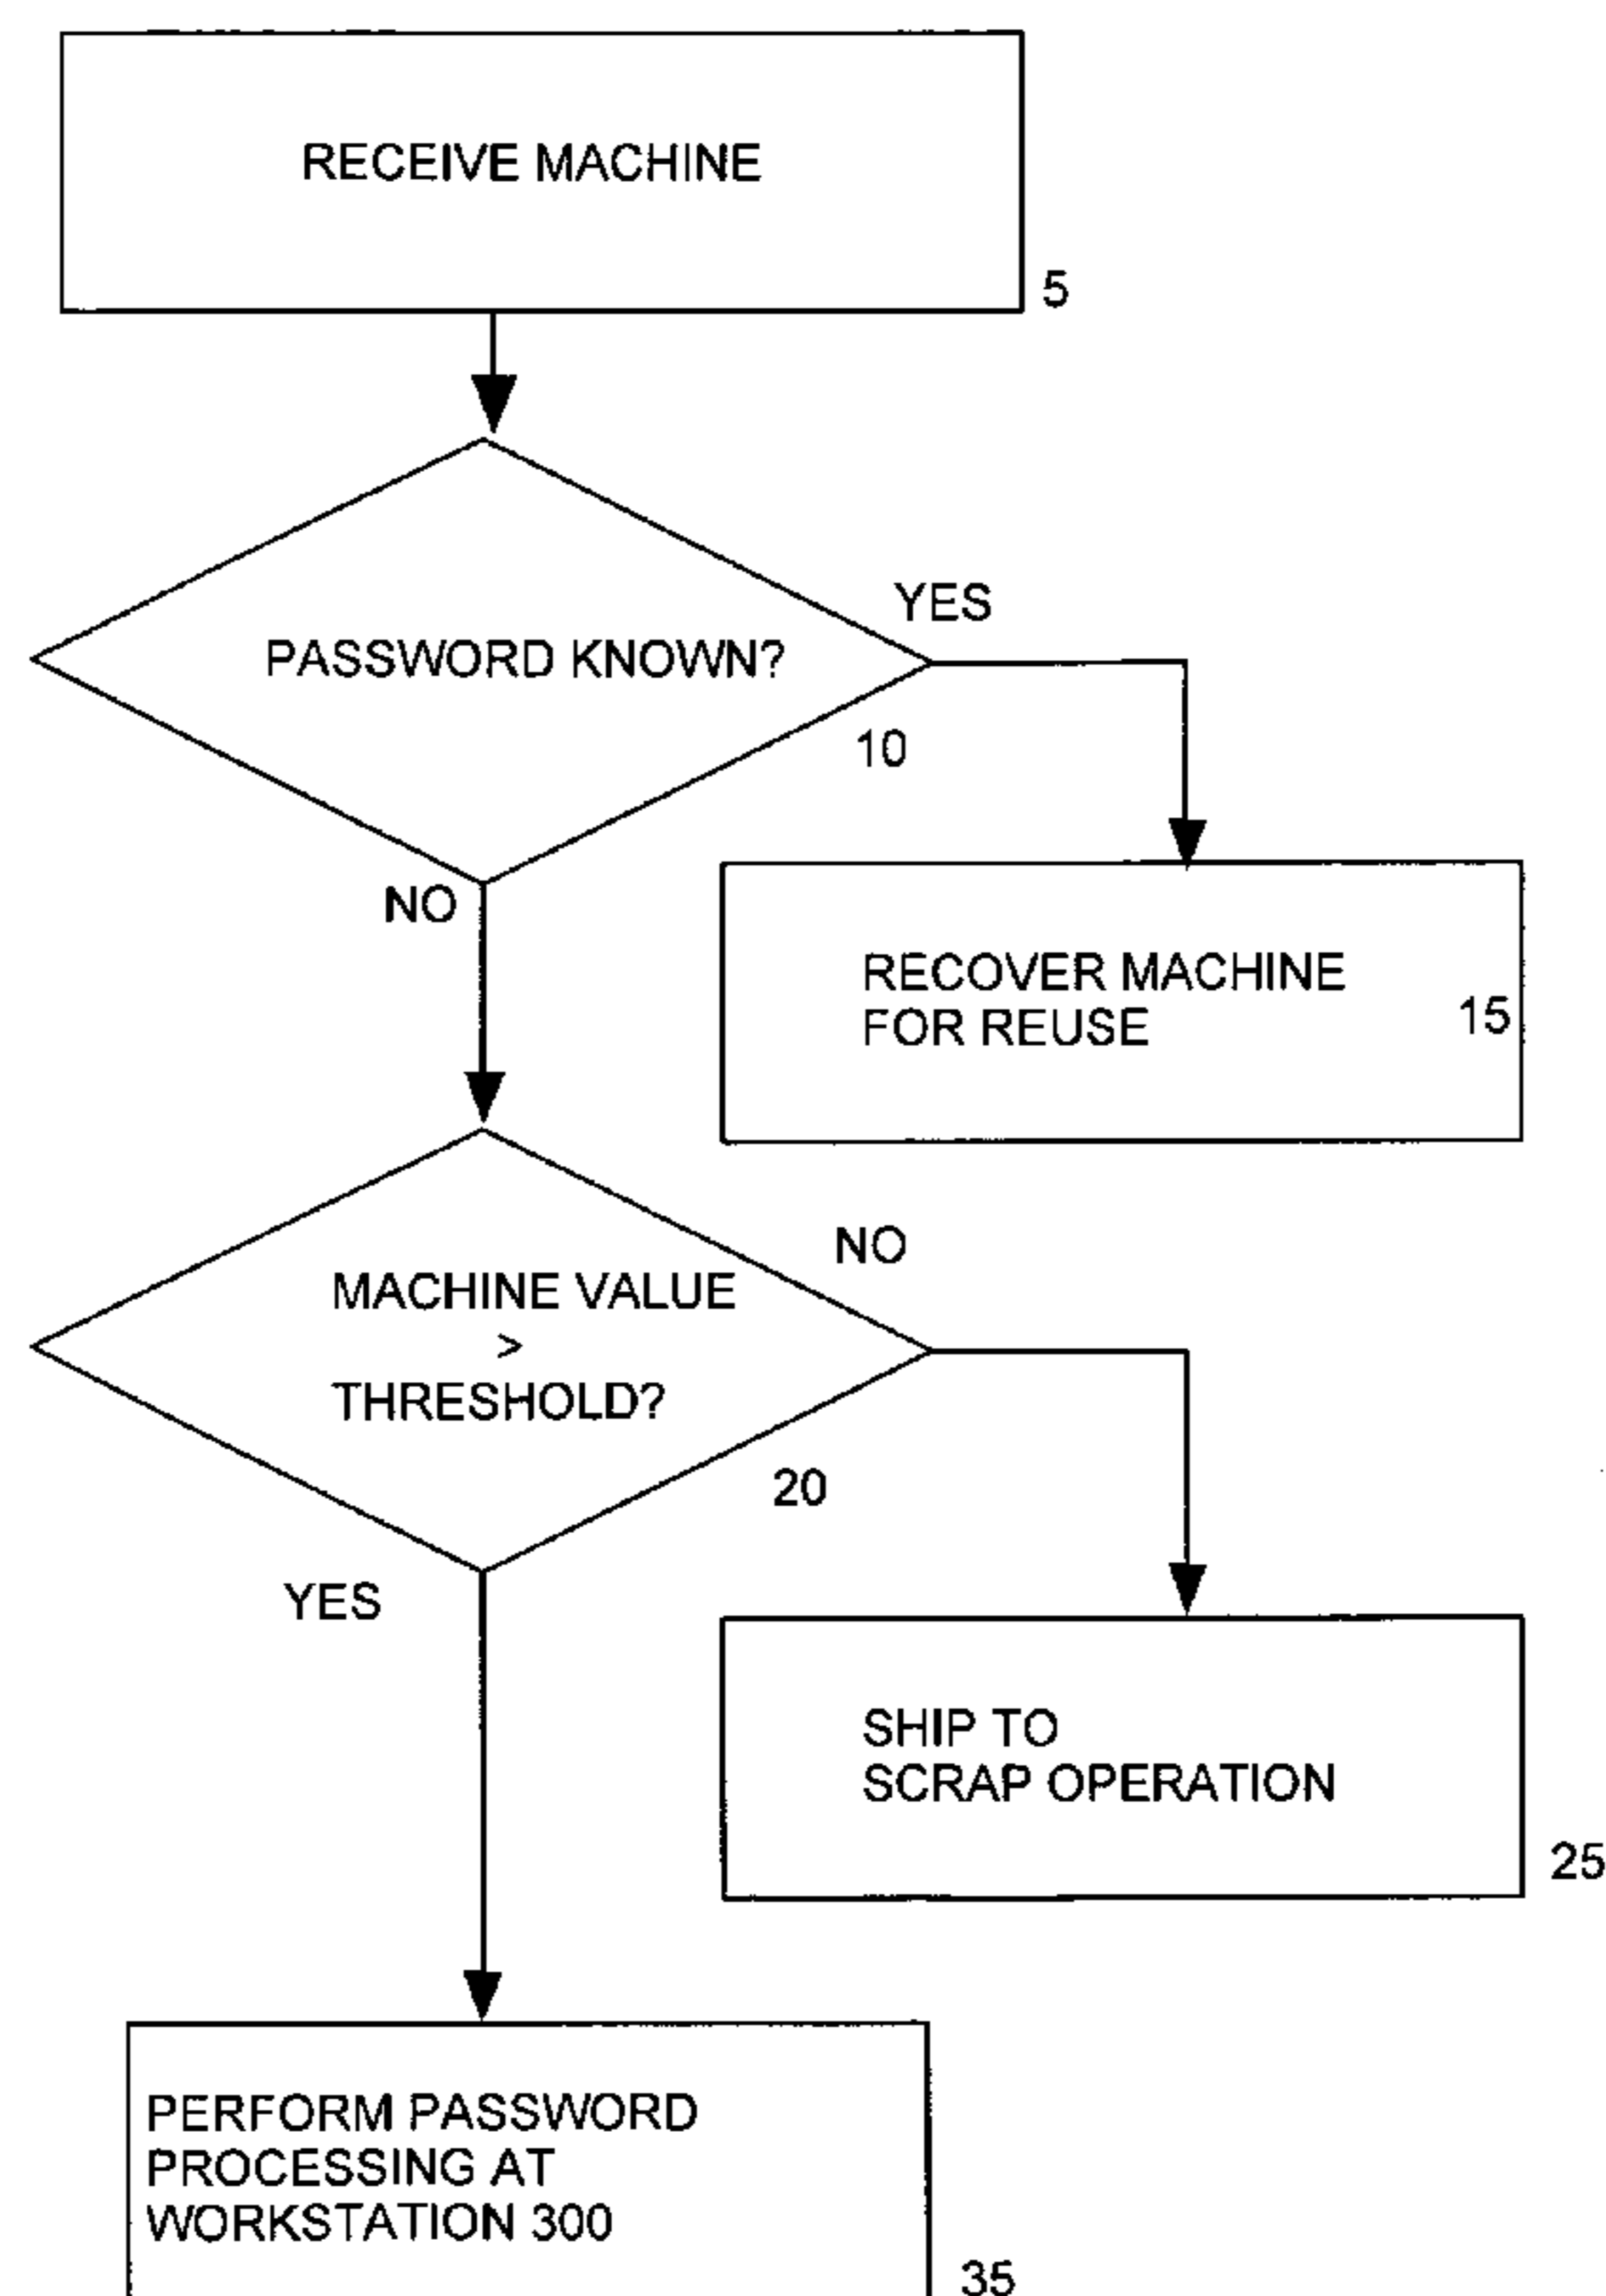 RECEIVE MACHINE
5
YES
PASSWORD KNOWN?
10
NO
RECOVER MACHINE
FOR REUSE
15
NO
MACHINE VALUE
>
THRESHOLD?
20
YES
SHIP TO
SCRAP OPERATION
25
PERFORM PASSWORD
PROCESSING AT
WORKSTATION 300
35